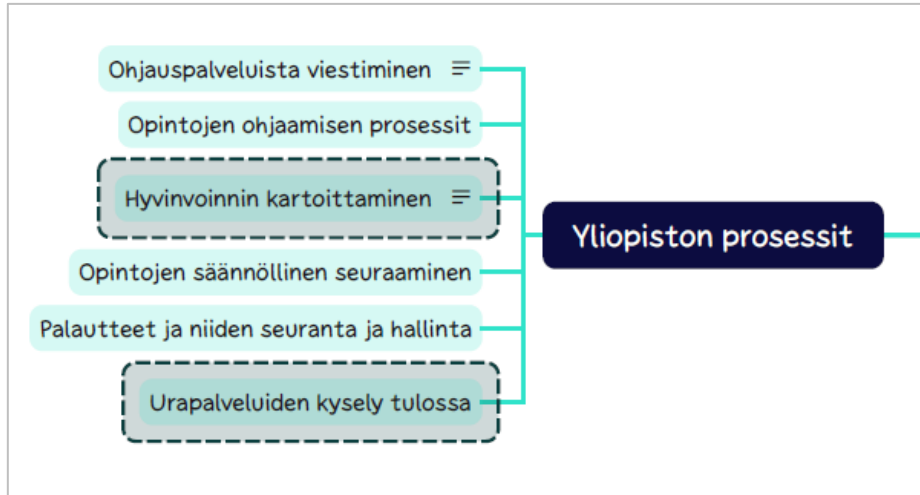 Ohjauspalveluista viestiminen
Opintojen ohjaamisen prosessit
Hyvinvoinnin kartoittaminen
Opintojen säännöllinen seuraaminen
Palautteet ja niiden seuranta ja hallinta
Urapalveluiden kysely tulossa
Yliopiston prosessit